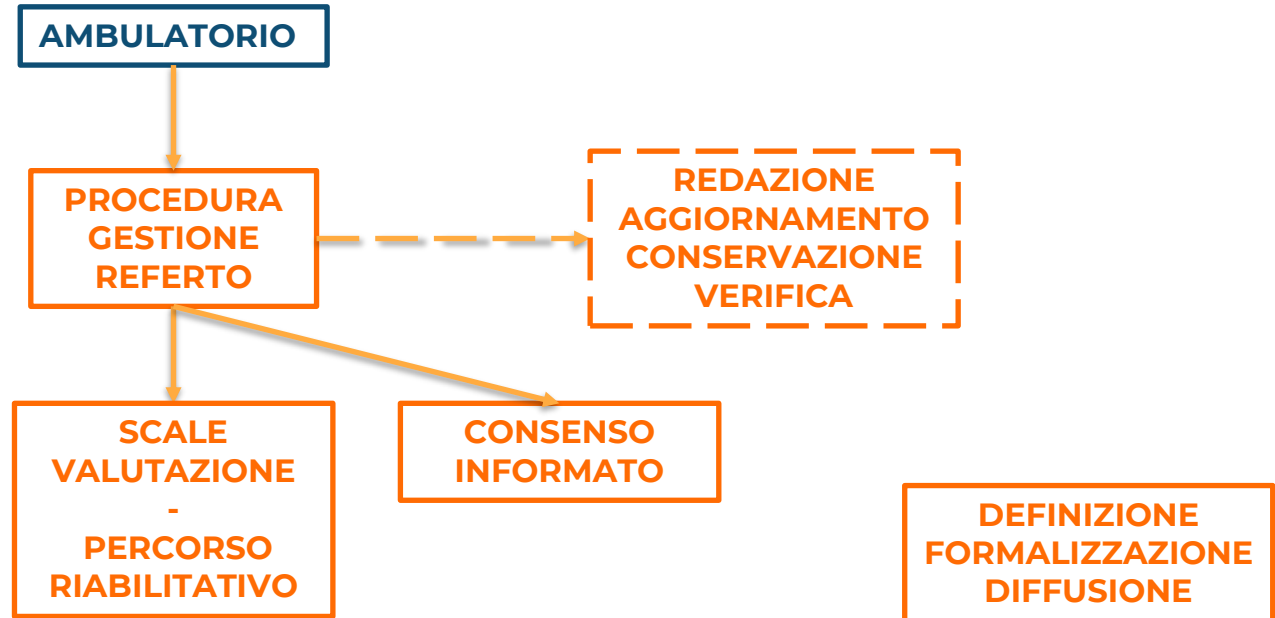 AMBULATORIO
PROCEDURA
GESTIONE
REFERTO
REDAZIONE
AGGIORNAMENTO
CONSERVAZIONE
VERIFICA
SCALE
VALUTAZIONE
-
PERCORSO
RIABILITATIVO
CONSENSO
INFORMATO
DEFINIZIONE
FORMALIZZAZIONE
DIFFUSIONE